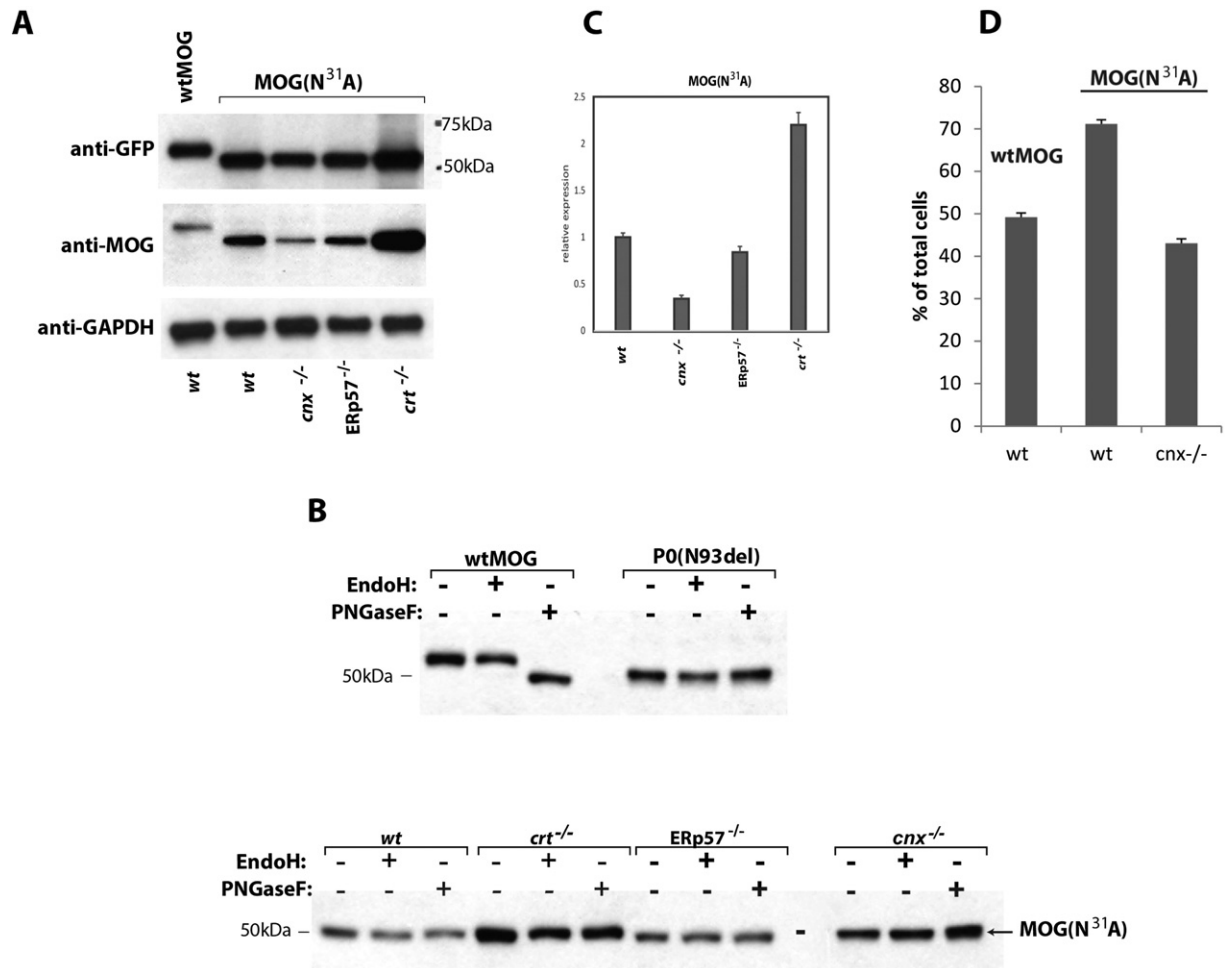 A
wtMOG
MOG(N31A)
anti-GFP
75kDa
50kDa
anti-MOG
anti-GAPDH
wt
wt
cnx -/-
ERp57-/-
crt-/-
C
MOG(N31A)
relative expression
2.5
2
1.5
1
0.5
0
wt
cnx -/-
ERp57-/-
crt-/-
D
MOG(N31A)
wtMOG
% of total cells
80
70
60
50
40
30
20
10
0
wt wt cnx-/-
B
wtMOG P0(N93del)
EndoH: - + - - + -
PNGaseF: - - + - - +
50kDa –
wt crt-/- ERp57-/- cnx-/-
EndoH: - + - - + - - + - - + -
PNGaseF: - - + - - + - - + - - +
50kDa – - ← MOG(N31A)